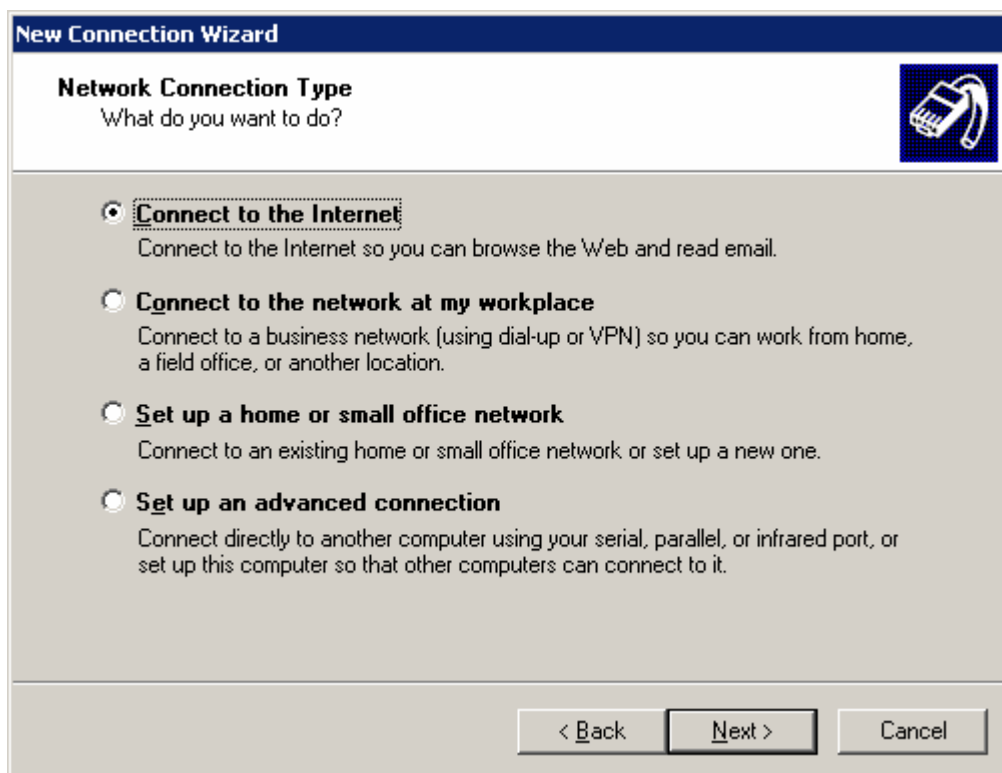 New Connection Wizard
Network Connection Type
What do you want to do?
Connect to the Internet
Connect to the Internet so you can browse the Web and read email.
Connect to the network at my workplace
Connect to a business network (using dial-up or VPN) so you can work from home,
a field office, or another location.
Set up a home or small office network
Connect to an existing home or small office network or set up a new one.
Set up an advanced connection
Connect directly to another computer using your serial, parallel, or infrared port, or
set up this computer so that other computers can connect to it.
< Back
Next >
Cancel